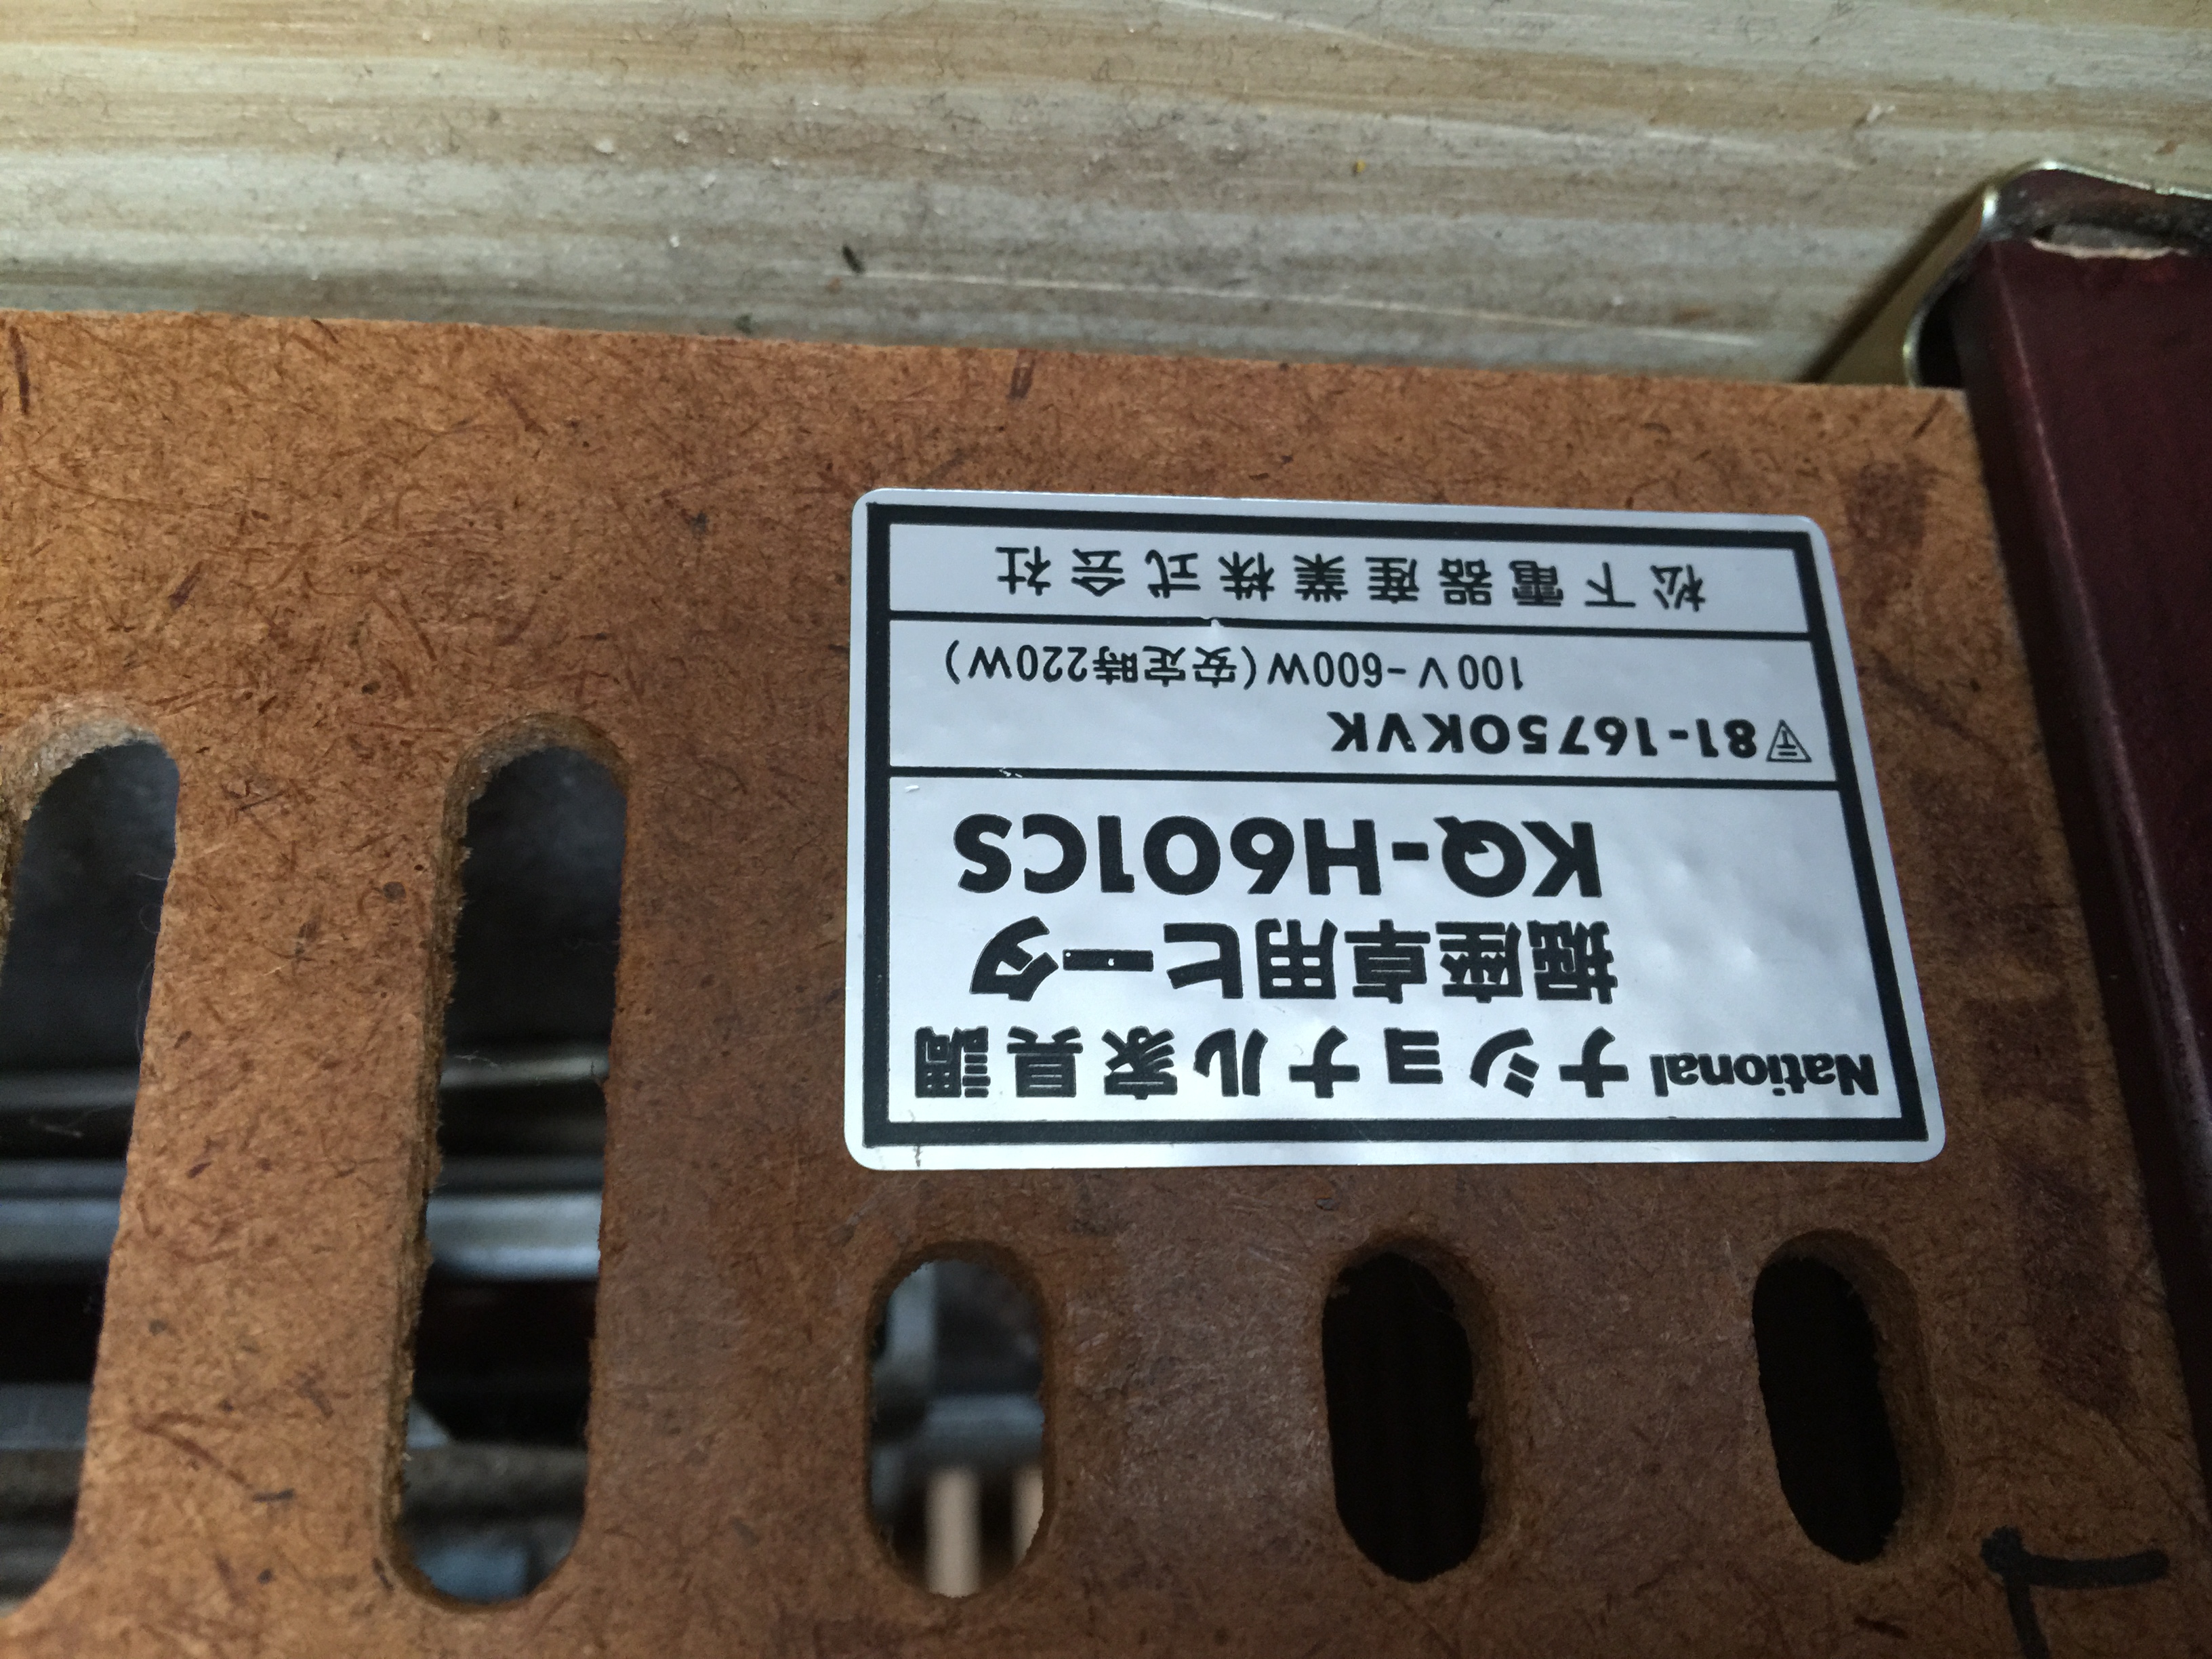 National ナショナル家具調
堀座卓用ヒータ
KQ-H601CS
▽〒81-16750KVK
100V-600W(安定時220W)
松下電器産業株式会社